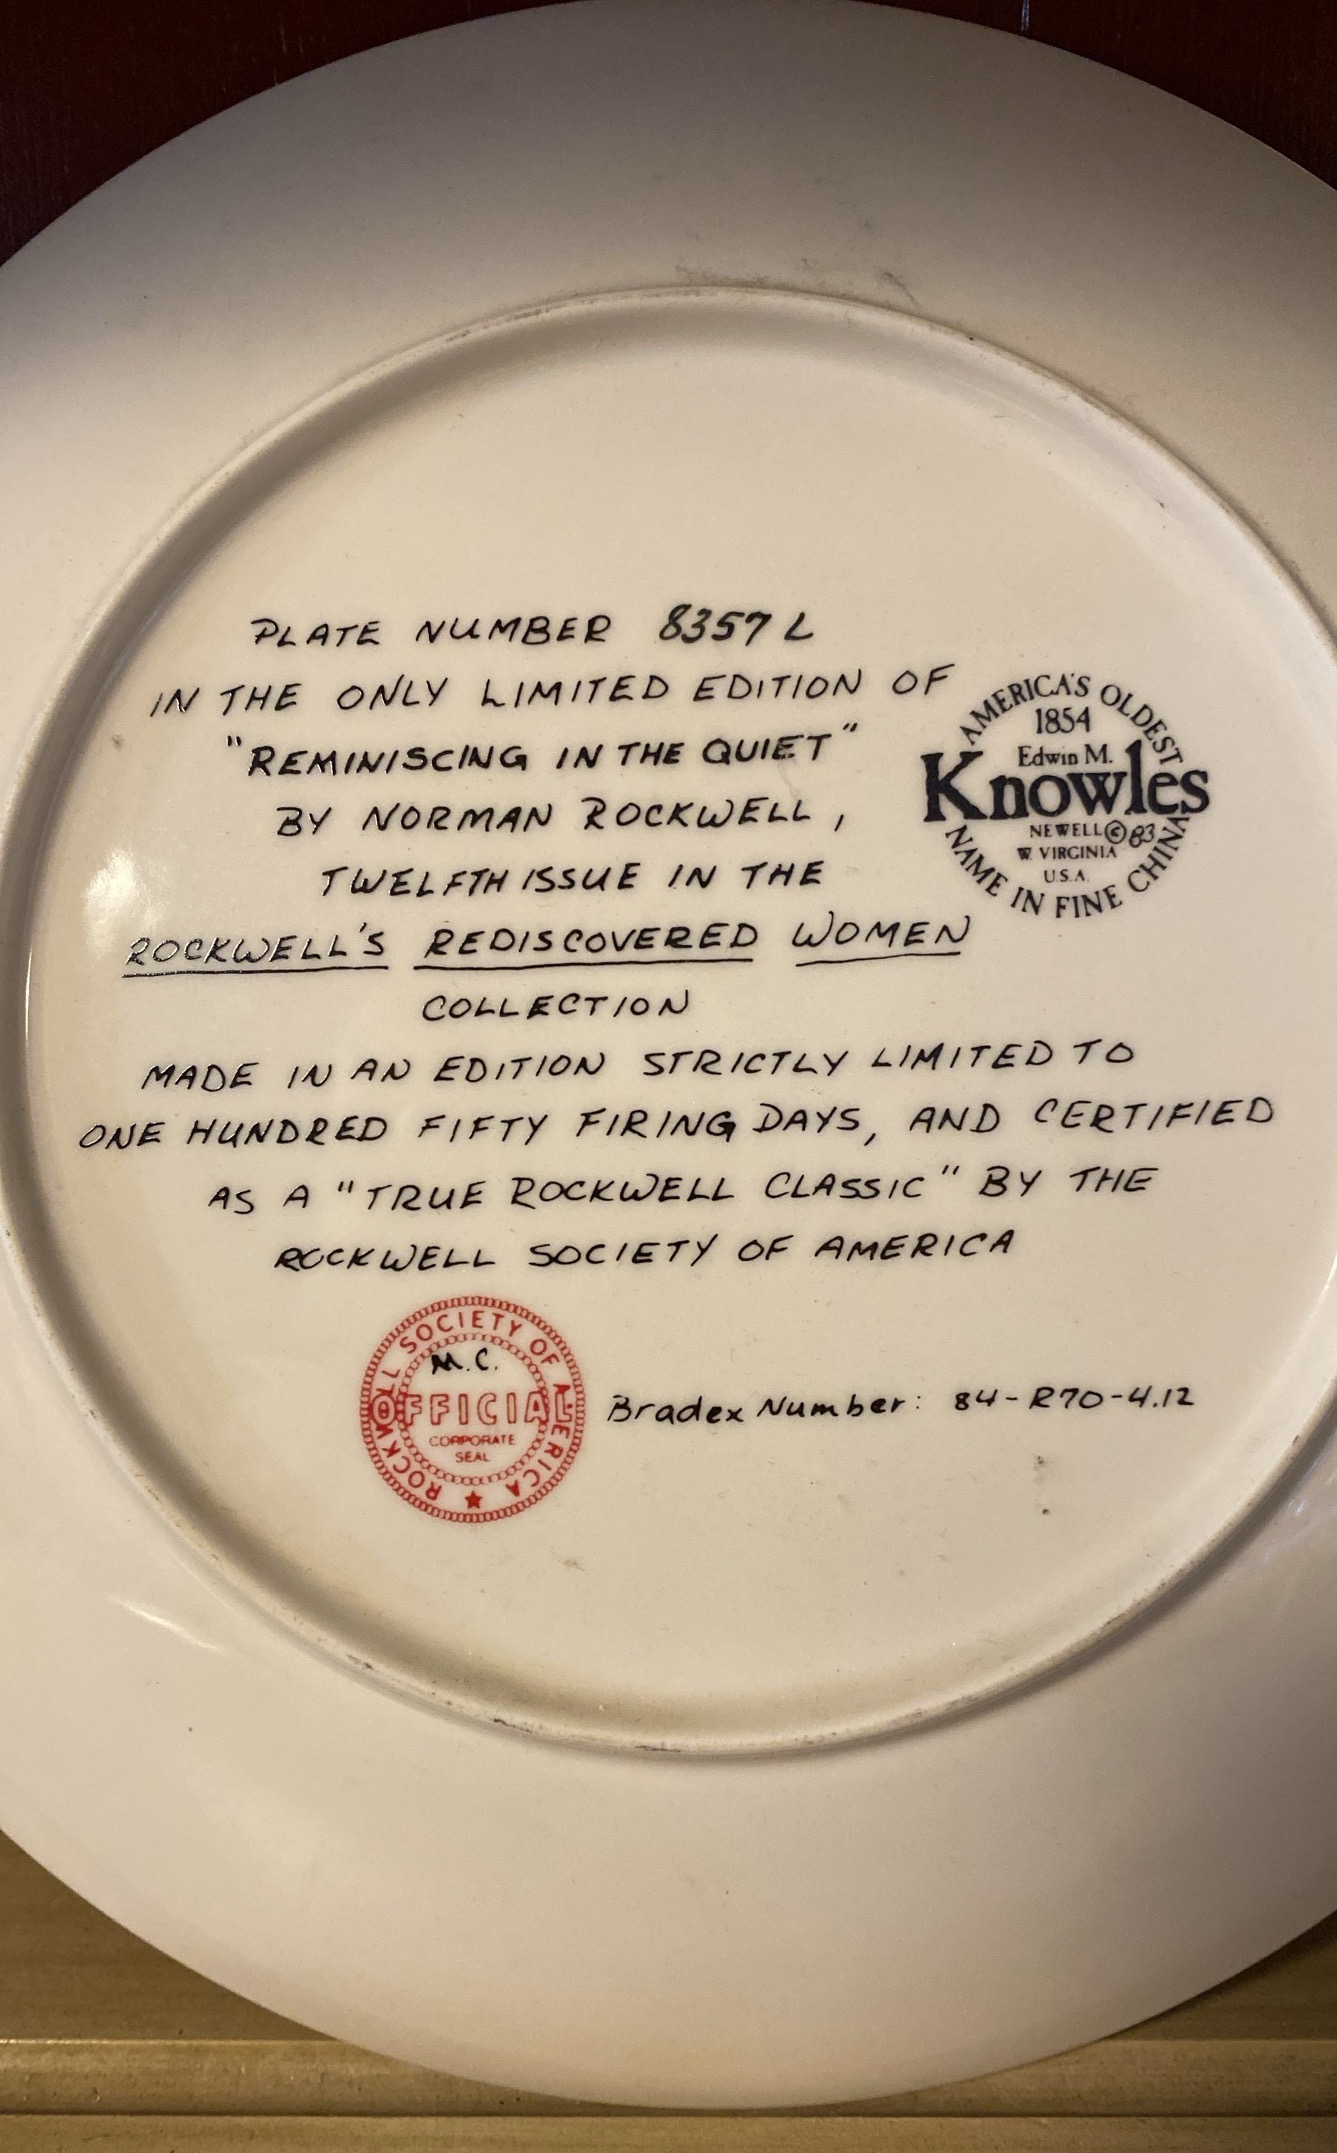 PLATE NUMBER 8357 L
IN THE ONLY LIMITED EDITION OF
"REMINISCING IN THE QUIET"
BY NORMAN ROCKWELL,
TWELFTH ISSUE IN THE
ROCKWELL'S REDISCOVERED WOMEN
COLLECTION
MADE IN AN EDITION STRICTLY LIMITED TO
ONE HUNDRED FIFTY FIRING DAYS, AND CERTIFIED
AS A "TRUE ROCKWELL CLASSIC" BY THE
ROCKWELL SOCIETY OF AMERICA
AMERICA'S OLDEST
1854
Edwin M.
Knowles
NEWELL © 83
W. VIRGINIA
U.S.A.
NAME IN FINE CHINA
ROCKWELL SOCIETY OF AMERICA
M.C.
OFFICIAL
CORPORATE
SEAL
Bradex Number: 84-R70-4.12